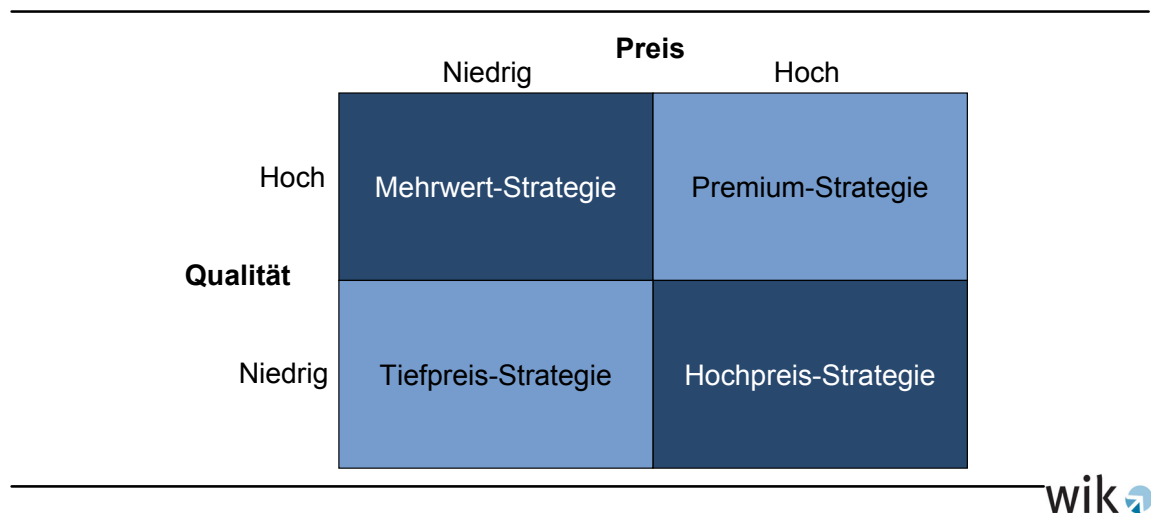 Preis
Niedrig Hoch
Hoch Mehrwert-Strategie Premium-Strategie
Qualität
Niedrig Tiefpreis-Strategie Hochpreis-Strategie
wik